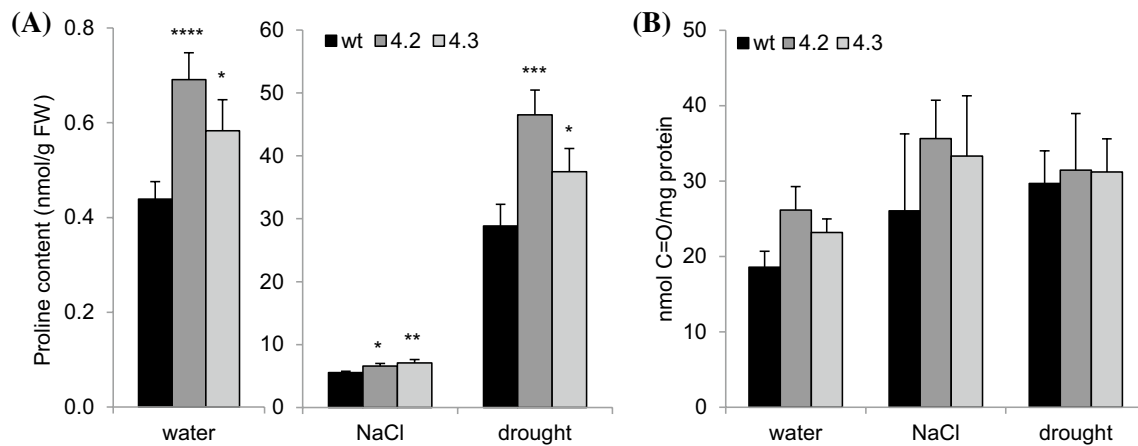 (A)
Proline content (nmol/g FW)
0.8
0.6
0.4
0.2
0.0
****
*
water
60
50
40
30
20
10
0
wt 4.2 4.3
*
**
***
*
NaCl drought
(B)
nmol C=O/mg protein
50
40
30
20
10
0
wt 4.2 4.3
water NaCl drought